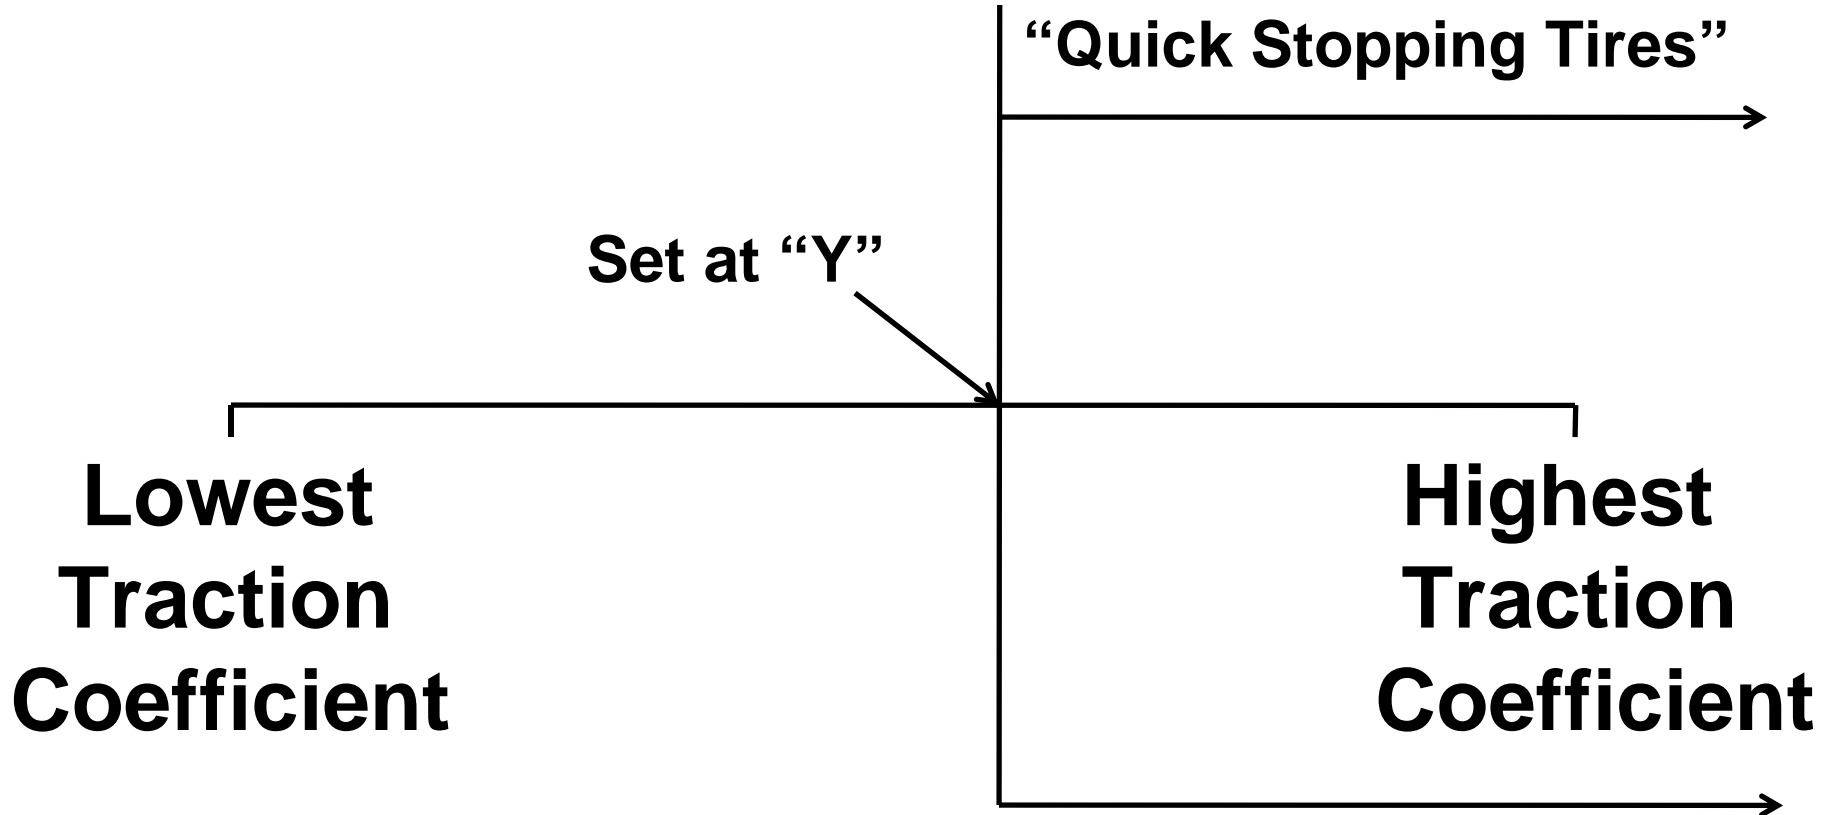 “Quick Stopping Tires”
Set at “Y”
Lowest
Traction
Coefficient
Highest
Traction
Coefficient